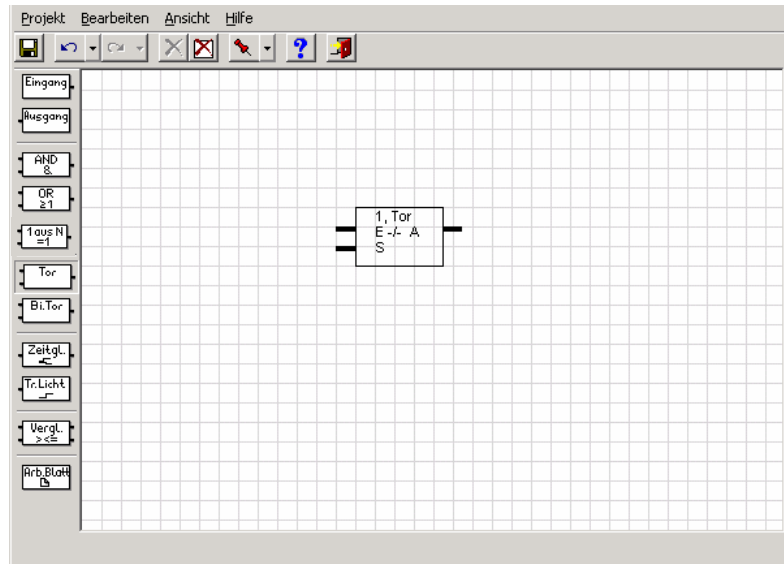 Projekt Bearbeiten Ansicht Hilfe
?
Eingang
Ausgang
AND
&
OR
≥1
1 aus N
=1
Tor
Bi.Tor
Zeitgl.
Tr.Licht
Vergl.
><=
Arb.Blatt
1, Tor
E -/- A
S